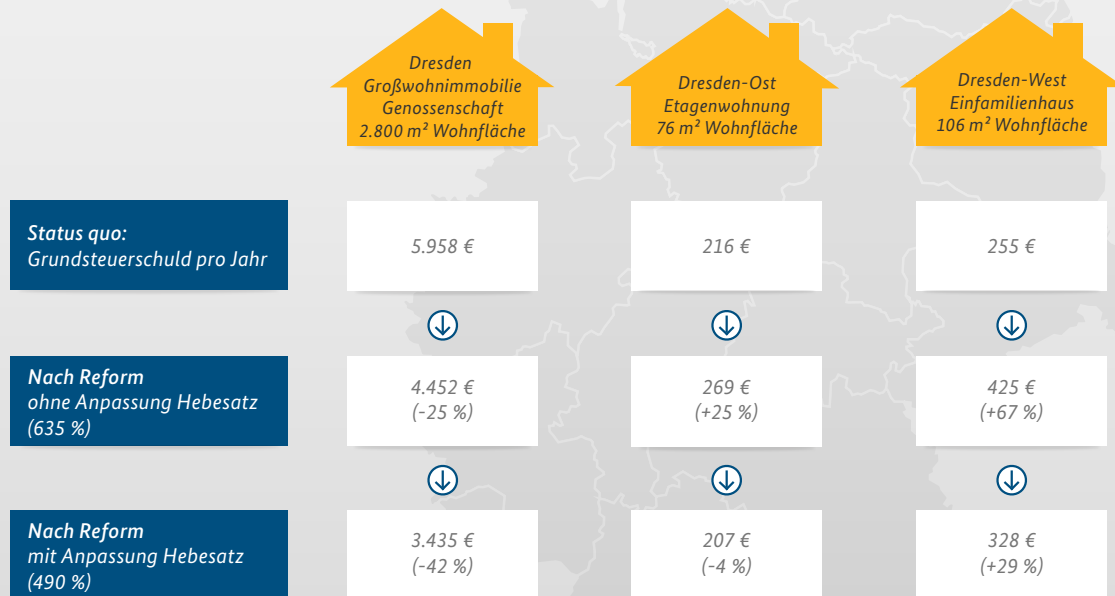 Dresden
Großwohnimmobilie
Genossenschaft
2.800 m² Wohnfläche
Dresden-Ost
Etagenwohnung
76 m² Wohnfläche
Dresden-West
Einfamilienhaus
106 m² Wohnfläche
Status quo:
Grundsteuerschuld pro Jahr
5.958 €
216 €
255 €
Nach Reform
ohne Anpassung Hebesatz
(635 %)
4.452 €
(-25 %)
269 €
(+25 %)
425 €
(+67 %)
Nach Reform
mit Anpassung Hebesatz
(490 %)
3.435 €
(-42 %)
207 €
(-4 %)
328 €
(+29 %)